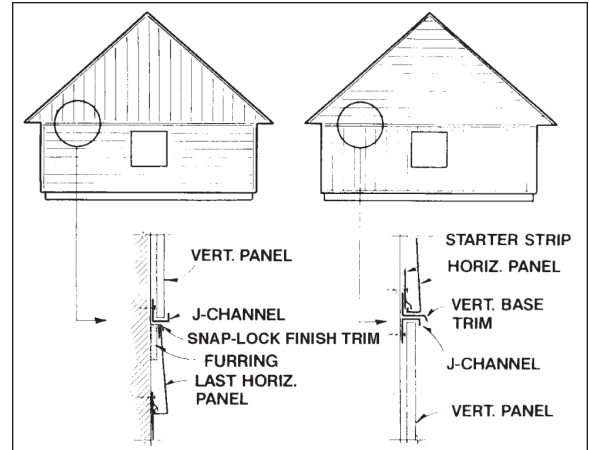 VERT. PANEL
J-CHANNEL
SNAP-LOCK FINISH TRIM
FURRING
LAST HORIZ.
PANEL
STARTER STRIP
HORIZ. PANEL
VERT. BASE
TRIM
J-CHANNEL
VERT. PANEL